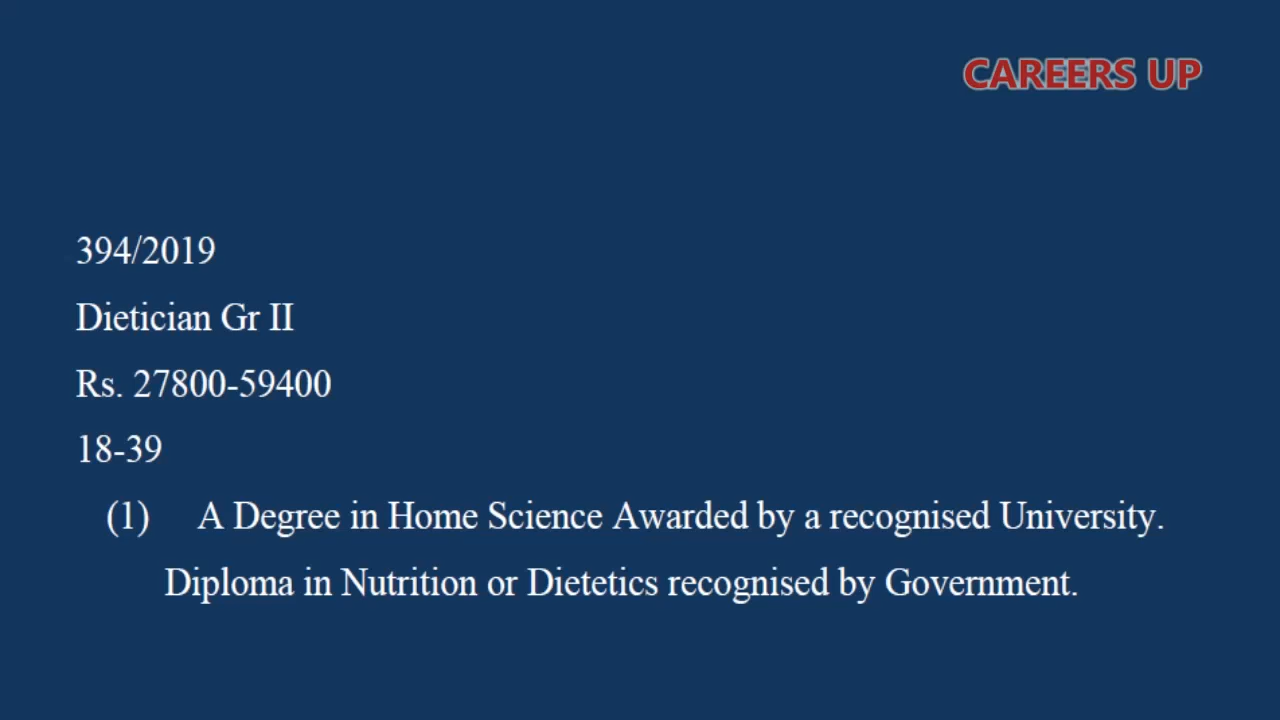 CAREERS UP
394/2019
Dietician Gr II
Rs. 27800-59400
18-39
(1) A Degree in Home Science Awarded by a recognised University.
Diploma in Nutrition or Dietetics recognised by Government.